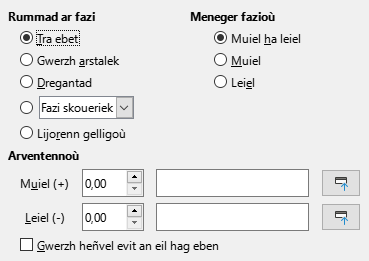 Rummad ar fazi
Tra ebet
Gwerzh arstalek
Dregantad
Fazi skoueriek
Lijorenn gelligoù
Meneger fazioù
Muiel ha leiel
Muiel
Leiel
Arventennoù
Muiel (+) 0,00
Leiel (-) 0,00
Gwerzh heñvel evit an eil hag eben